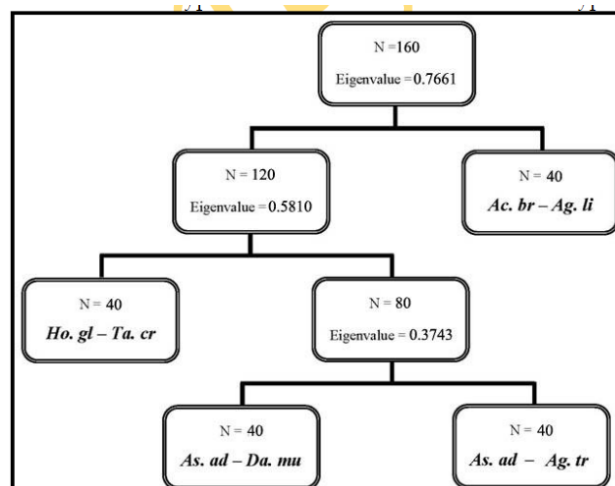 N =160
Eigenvalue = 0.7661
N = 120
Eigenvalue = 0.5810
N = 40
Ac. br – Ag. li
N = 40
Ho. gl – Ta. cr
N = 80
Eigenvalue = 0.3743
N = 40
As. ad – Da. mu
N = 40
As. ad – Ag. tr